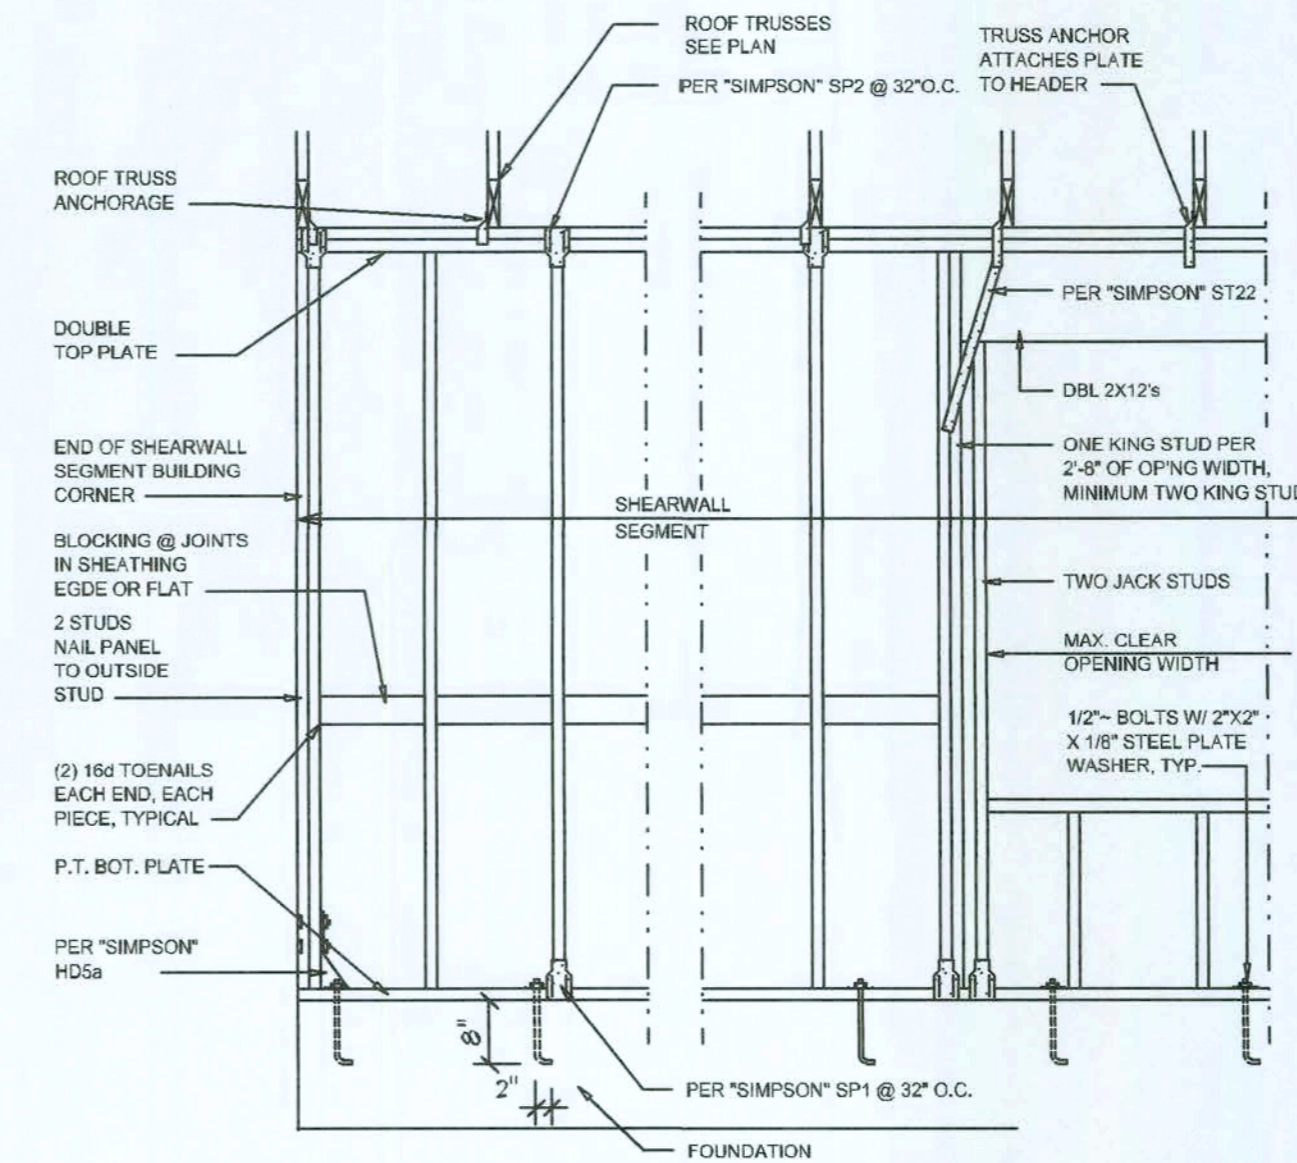 ROOF TRUSSES
SEE PLAN
PER "SIMPSON" SP2 @ 32"O.C.
TRUSS ANCHOR
ATTACHES PLATE
TO HEADER
ROOF TRUSS
ANCHORAGE
PER "SIMPSON" ST22
DOUBLE
TOP PLATE
DBL 2X12's
END OF SHEARWALL
SEGMENT BUILDING
CORNER
ONE KING STUD PER
2'-8" OF OP'NG WIDTH,
MINIMUM TWO KING STUD
SHEARWALL
SEGMENT
BLOCKING @ JOINTS
IN SHEATHING
EGDE OR FLAT
TWO JACK STUDS
2 STUDS
NAIL PANEL
TO OUTSIDE
STUD
MAX. CLEAR
OPENING WIDTH
1/2"~ BOLTS W/ 2"X2"
X 1/8" STEEL PLATE
WASHER, TYP.
(2) 16d TOENAILS
EACH END, EACH
PIECE, TYPICAL
P.T. BOT. PLATE
PER "SIMPSON"
HD5a
8"
2"
PER "SIMPSON" SP1 @ 32" O.C.
FOUNDATION